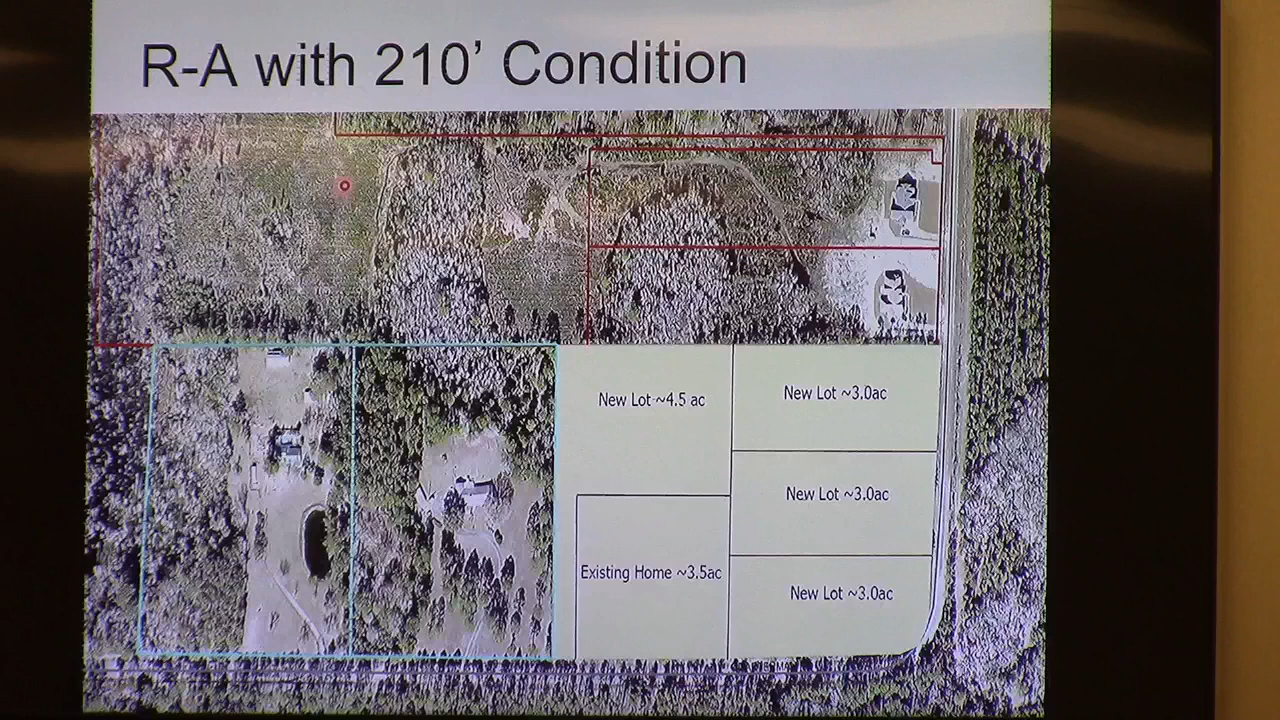 R-A with 210’ Condition
New Lot ~4.5 ac
New Lot ~3.0ac
New Lot ~3.0ac
Existing Home ~3.5ac
New Lot ~3.0ac